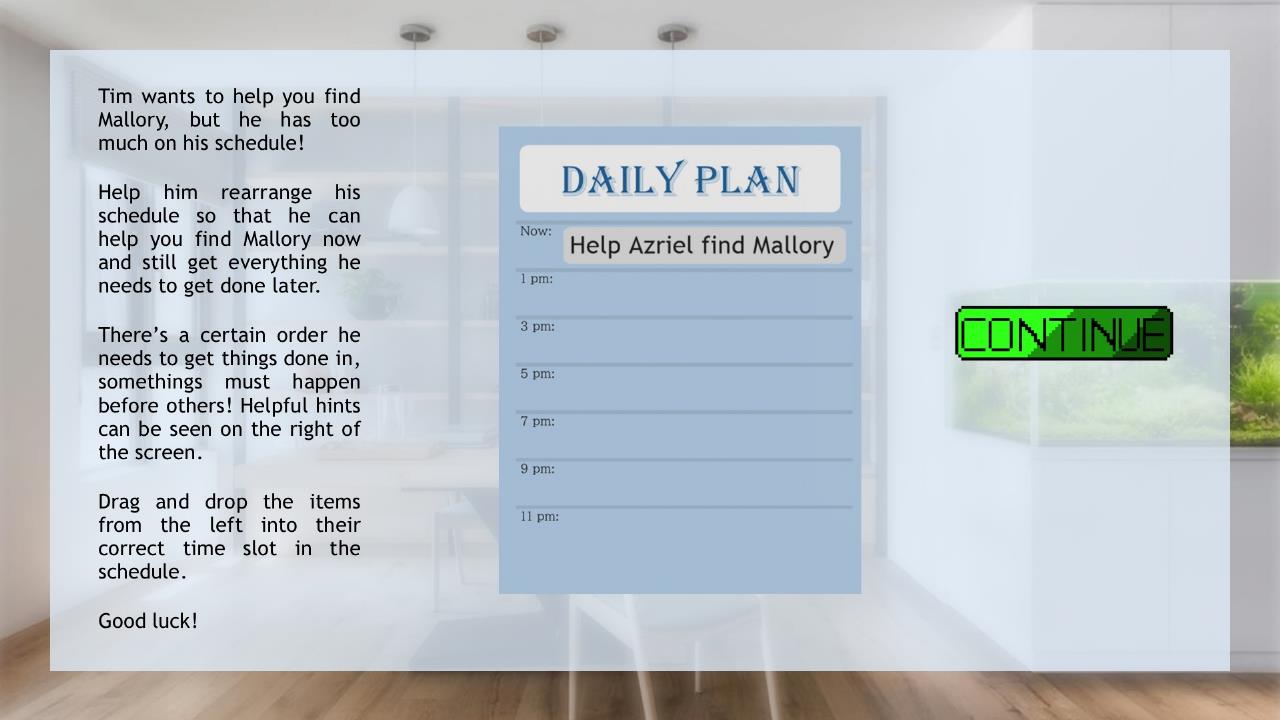 Tim wants to help you find
Mallory, but he has too
much on his schedule!
Help him rearrange his
schedule so that he can
help you find Mallory now
and still get everything he
needs to get done later.
There's a certain order he
needs to get things done in,
somethings must happen
before others! Helpful hints
can be seen on the right of
the screen.
Drag and drop the items
from the left into their
correct time slot in the
schedule.
Good luck!
DAILY PLAN
Now: Help Azriel find Mallory
1 pm:
3 pm:
5 pm:
7 pm:
9 pm:
11 pm:
CONTINUE